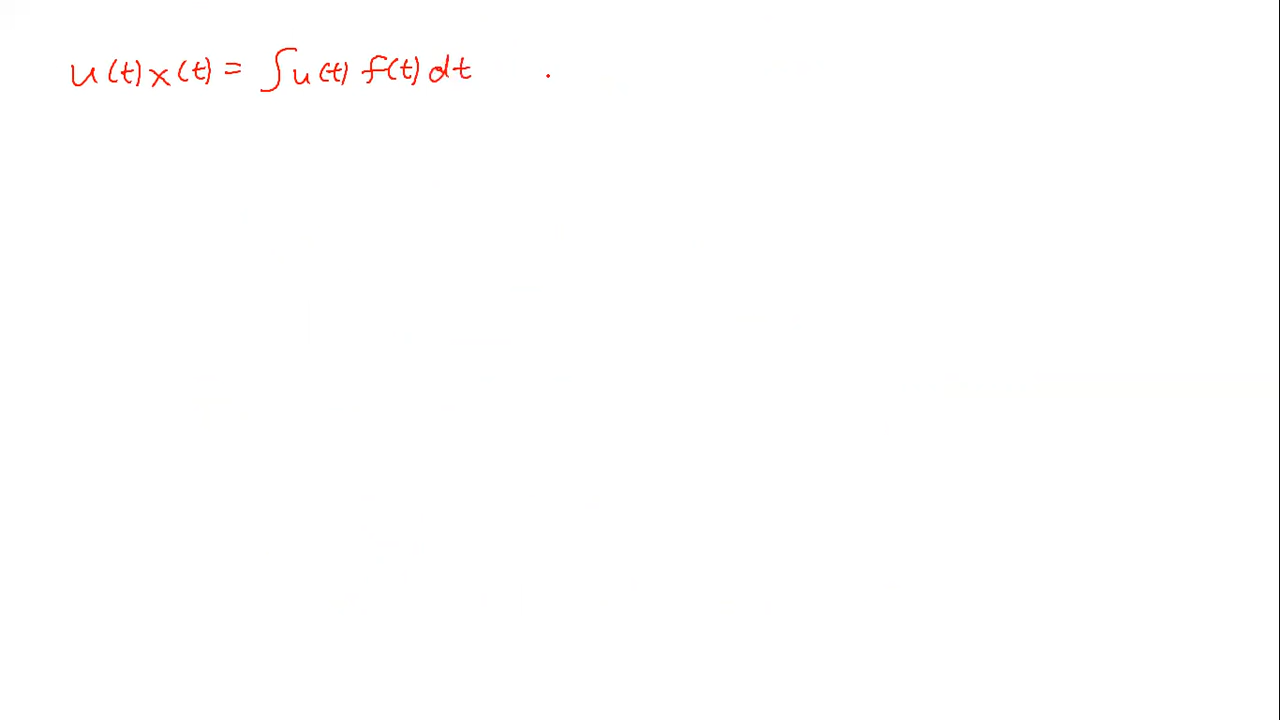 u(t)x(t) = ∫u(t) f(t) dt